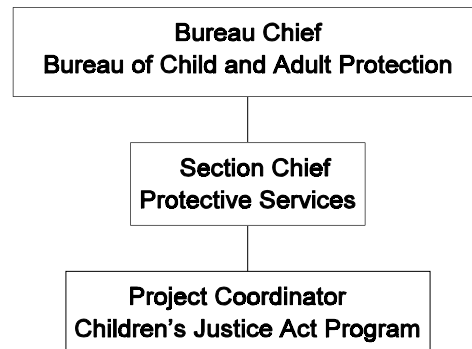 Bureau Chief
Bureau of Child and Adult Protection
Section Chief
Protective Services
Project Coordinator
Children's Justice Act Program